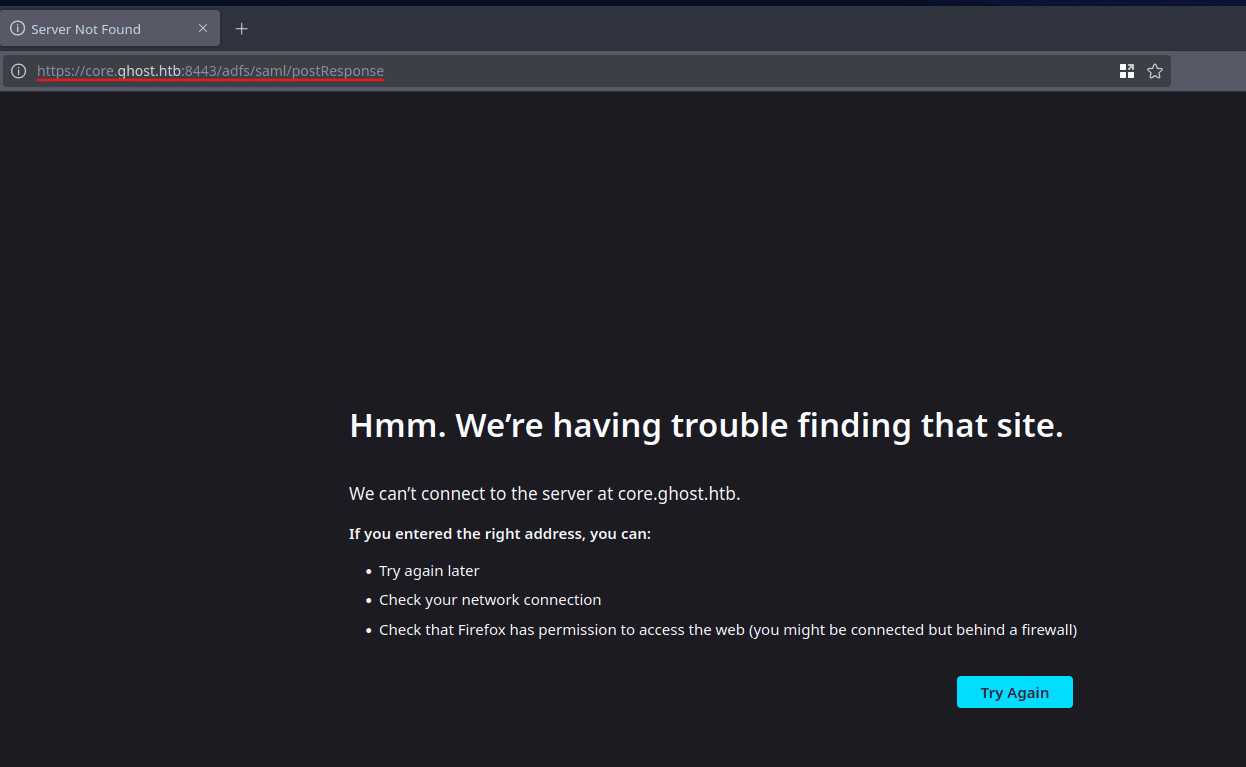 Server Not Found
https://core.ghost.htb:8443/adfs/saml/postResponse
Hmm. We’re having trouble finding that site.
We can’t connect to the server at core.ghost.htb.
If you entered the right address, you can:
• Try again later
• Check your network connection
• Check that Firefox has permission to access the web (you might be connected but behind a firewall)
Try Again